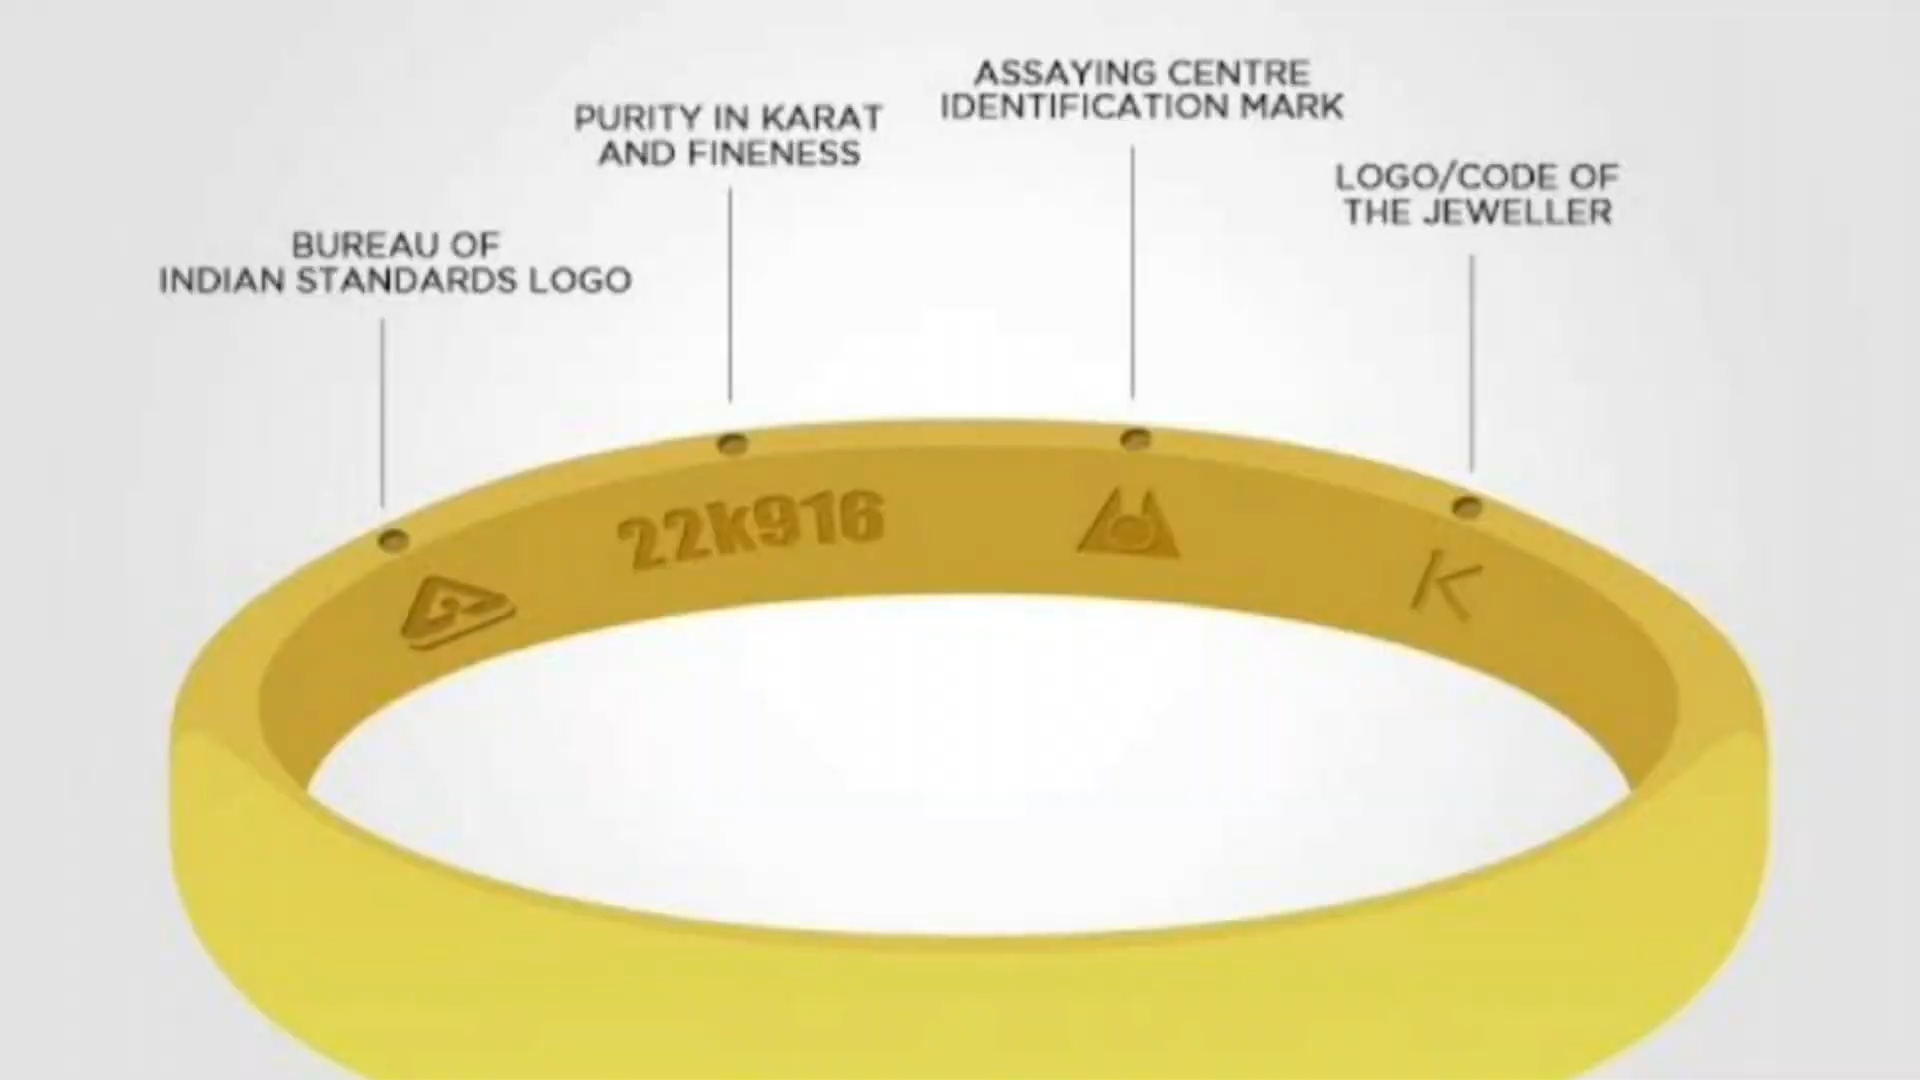 BUREAU OF
INDIAN STANDARDS LOGO
PURITY IN KARAT
AND FINENESS
ASSAYING CENTRE
IDENTIFICATION MARK
LOGO/CODE OF
THE JEWELLER
22k916
K